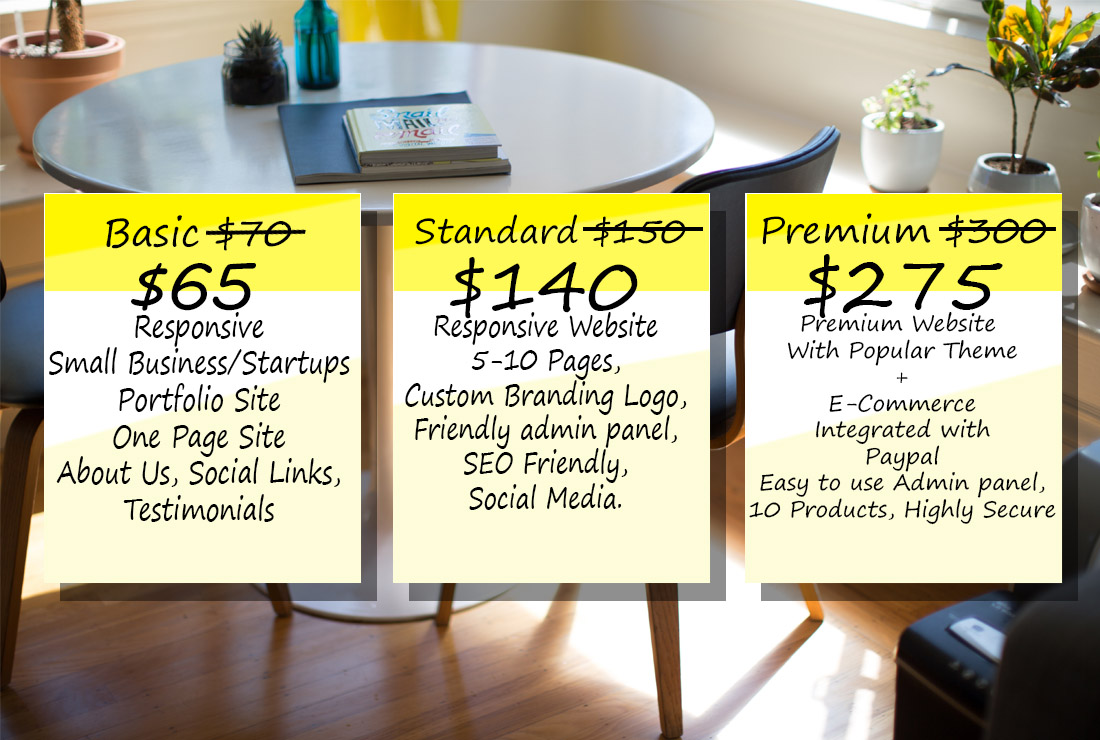 Basic $70
$65
Responsive
Small Business/Startups
Portfolio Site
One Page Site
About Us, Social Links,
Testimonials
Standard $150
$140
Responsive Website
5-10 Pages,
Custom Branding Logo,
Friendly admin panel,
SEO Friendly,
Social Media.
Premium $300
$275
Premium Website
With Popular Theme
+
E-Commerce
Integrated with
Paypal
Easy to use Admin panel,
10 Products, Highly Secure